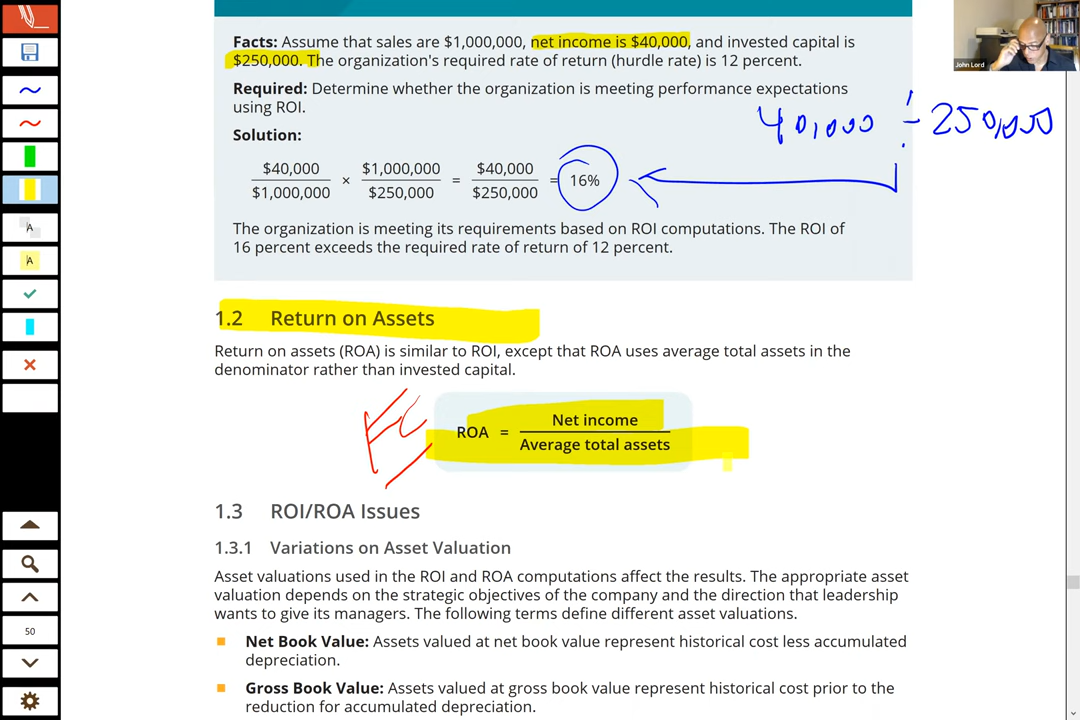 Facts: Assume that sales are $1,000,000, net income is $40,000, and invested capital is
$250,000. The organization's required rate of return (hurdle rate) is 12 percent.
Required: Determine whether the organization is meeting performance expectations
using ROI.
40,000 ÷ 250,000
Solution:
$40,000 $1,000,000 $40,000
× = = 16%
$1,000,000 $250,000 $250,000
The organization is meeting its requirements based on ROI computations. The ROI of
16 percent exceeds the required rate of return of 12 percent.
1.2 Return on Assets
Return on assets (ROA) is similar to ROI, except that ROA uses average total assets in the
denominator rather than invested capital.
FC
Net income
ROA =
Average total assets
1.3 ROI/ROA Issues
1.3.1 Variations on Asset Valuation
Asset valuations used in the ROI and ROA computations affect the results. The appropriate asset
valuation depends on the strategic objectives of the company and the direction that leadership
wants to give its managers. The following terms define different asset valuations.
Net Book Value: Assets valued at net book value represent historical cost less accumulated
depreciation.
Gross Book Value: Assets valued at gross book value represent historical cost prior to the
reduction for accumulated depreciation.
John Lord
A
A
50